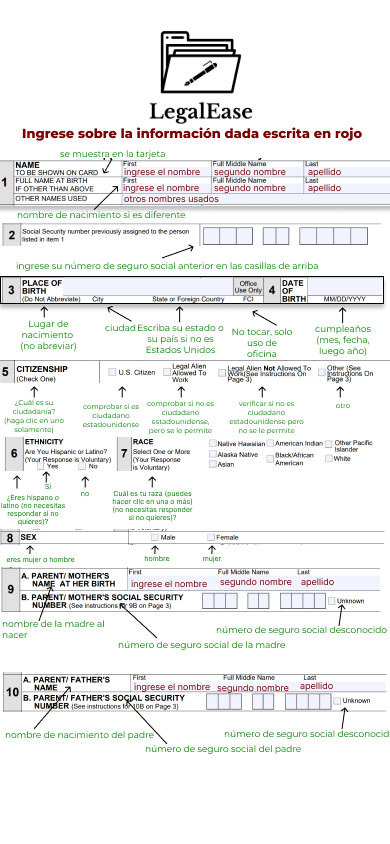 LegalEase
Ingrese sobre la información dada escrita en rojo
se muestra en la tarjeta
1 NAME TO BE SHOWN ON CARD First Full Middle Name Last
ingrese el nombre segundo nombre apellido
FULL NAME AT BIRTH IF OTHER THAN ABOVE First Full Middle Name Last
ingrese el nombre segundo nombre apellido
OTHER NAMES USED otros nombres usados
nombre de nacimiento si es diferente
2 Social Security number previously assigned to the person
listed in item 1
ingrese su número de seguro social anterior en las casillas de arriba
3 PLACE OF BIRTH Office Use Only 4 DATE OF BIRTH
(Do Not Abbreviate) City State or Foreign Country FCI MM/DD/YYYY
Lugar de nacimiento (no abreviar)
ciudad
Escriba su estado o su país si no es Estados Unidos
No tocar, solo uso de oficina
cumpleaños (mes, fecha, luego año)
5 CITIZENSHIP
(Check One)
U.S. Citizen
Legal Alien Allowed To Work
Legal Alien Not Allowed To Work(See Instructions On Page 3)
Other (See Instructions On Page 3)
¿Cuál es su ciudadanía? (haga clic en uno solamente)
comprobar si es ciudadano estadounidense
comprobar si no es ciudadano estadounidense, pero se le permite
verificar si no es ciudadano estadounidense pero no se le permite
otro
6 ETHNICITY
Are You Hispanic or Latino?
(Your Response is Voluntary)
Yes No
Si
no
¿Eres hispano o latino (no necesitas responder si no quieres)?
7 RACE
Select One or More
(Your Response is Voluntary)
Native Hawaiian American Indian Other Pacific Islander
Alaska Native Black/African American White
Asian
Cuál es tu raza (puedes hacer clic en una o más) (no necesitas responder si no quieres)?
8 SEX Male Female
eres mujer o hombre hombre mujer
9 A. PARENT/ MOTHER'S NAME AT HER BIRTH First Full Middle Name Last
ingrese el nombre segundo nombre apellido
B. PARENT/ MOTHER'S SOCIAL SECURITY
NUMBER (See instructions for 9B on Page 3) Unknown
nombre de la madre al nacer
número de seguro social desconocido
número de seguro social de la madre
10 A. PARENT/ FATHER'S NAME First Full Middle Name Last
ingrese el nombre segundo nombre apellido
B. PARENT/ FATHER'S SOCIAL SECURITY
NUMBER (See instructions for 10B on Page 3) Unknown
nombre de nacimiento del padre
número de seguro social desconocid
número de seguro social del padre